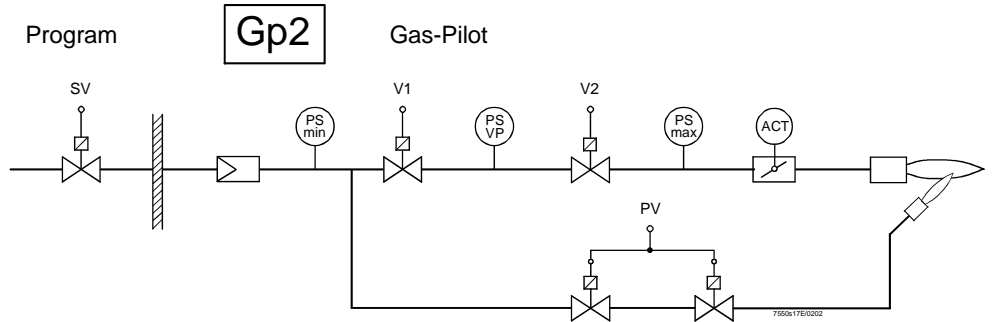 Program Gp2 Gas-Pilot
SV V1 V2
PS min PS VP PS max ACT
PV
7550s17E/0202